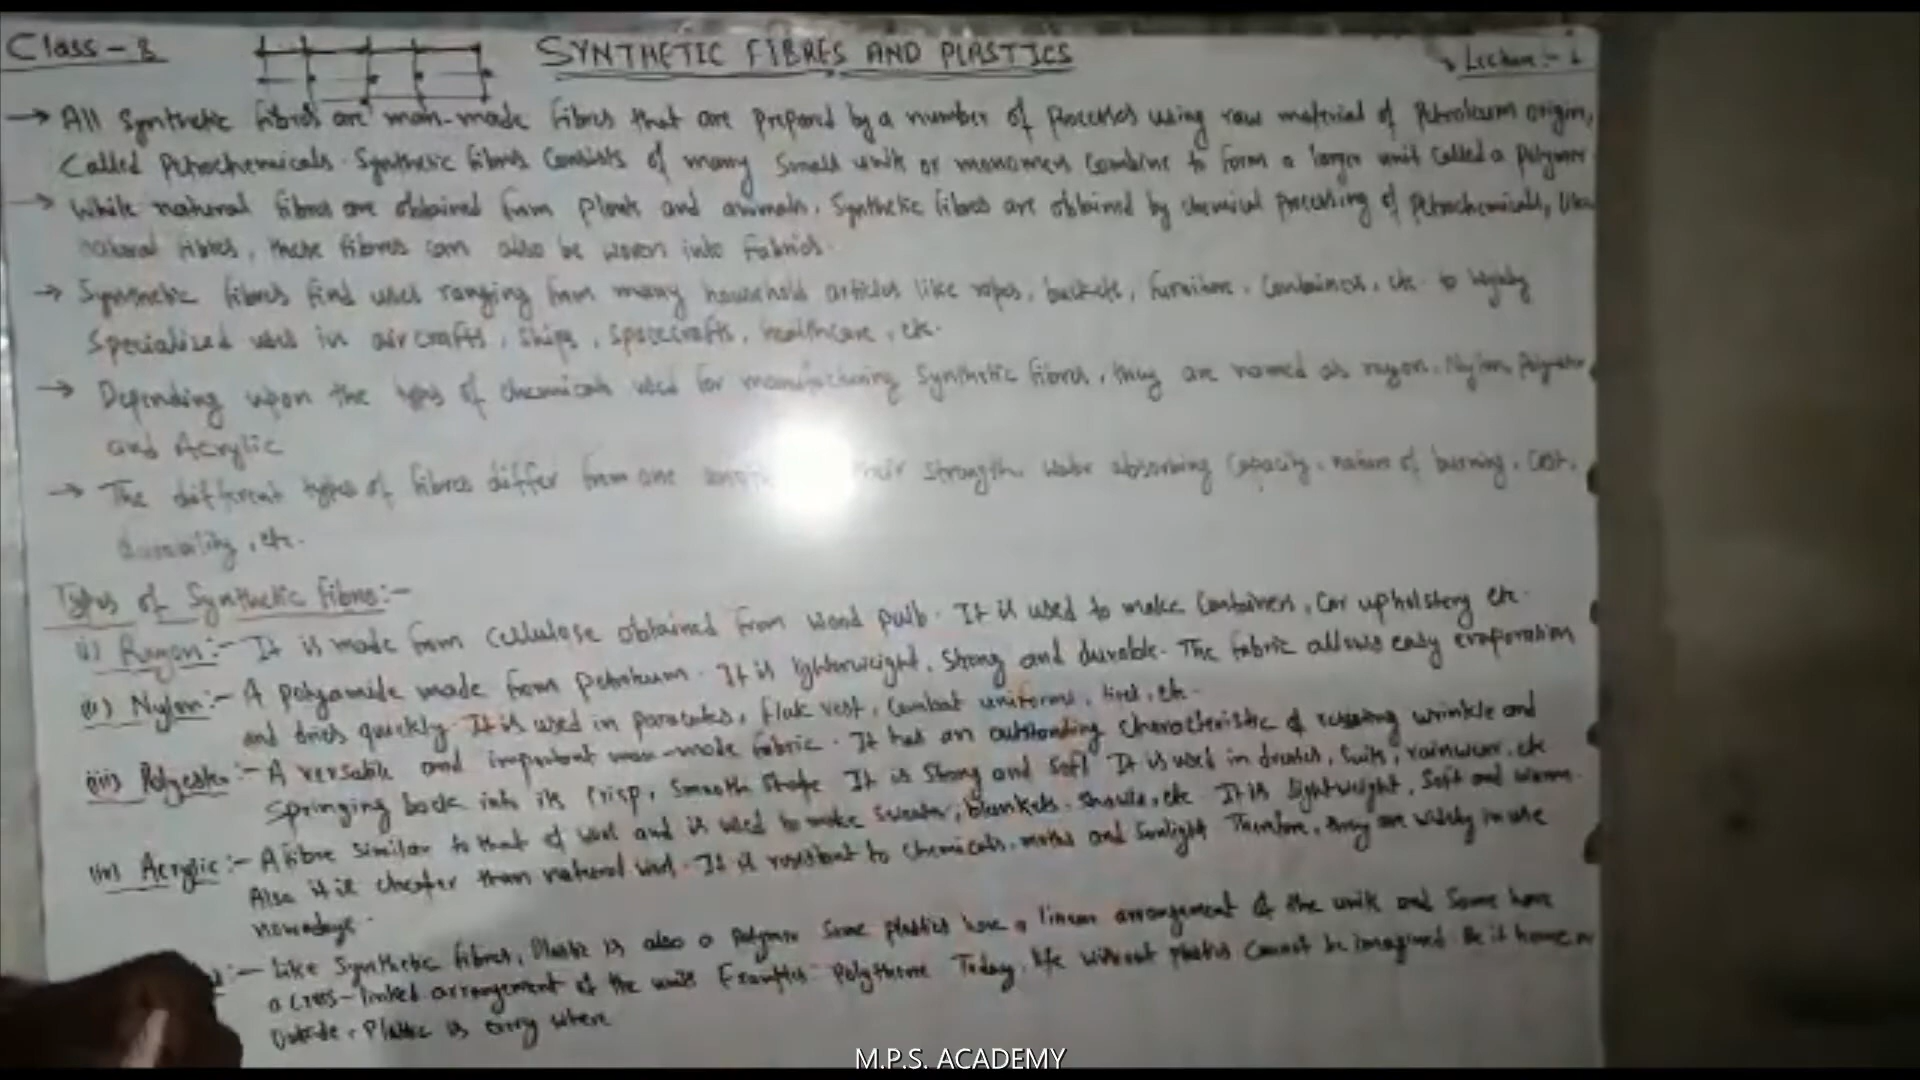 Class-8
SYNTHETIC FIBRES AND PLASTICS
Lecture:- 1
→ All Synthetic fibres are man-made fibres that are prepared by a number of processes using raw material of Petroleum origin,
Called Petrochemicals. Synthetic fibres Consists of many Small unit or monomers Combine to form a larger unit Called a polymer
→ While natural fibres are obtained from plants and animals, Synthetic fibres are obtained by chemical processing of Petrochemicals, like
natural fibres, these fibres can also be woven into fabrics.
→ Synthetic fibres find uses ranging from many household articles like ropes, buckets, furniture, Containers, etc. to highly
Specialized uses in aircrafts, ships, spacecrafts, healthcare, etc.
→ Depending upon the types of chemicals used for manufacturing Synthetic fibres, they are named as rayon, Nylon, Polyester
and Acrylic
→ The different types of fibres differ from one their strength, water absorbing Capacity, nature of burning, Cost,
durability, etc.
Types of Synthetic Fibre:-
(i) Rayon:- It is made from Cellulose obtained from wood pulb. It is used to make Containers, Car upholstery etc.
(ii) Nylon:- A polyamide made from petroleum. It is lightweight, Strong and durable. The fabric allows easy evaporation
and dries quickly. It is used in , flak vest, Combat uniforms, tires, etc.
(iii) Polyester:- A versatile and important man-made fabric. It has an outstanding Characteristic of wrinkle and
Springing back into its Crisp, Smooth Shape. It is Strong and Soft. It is used in dresses, Suits, rainwear, etc
(iv) Acrylic:- A fibre Similar to that of wool and is used to make Sweater, blankets, Shawls, etc. It is lightweight, Soft and warm.
Also it is cheaper than natural wool. It is resistant to Chemicals, moths and Sunlight. Therefore, they are widely in use
nowadays.
:- Like Synthetic fibres, Plastic is also a Polymer. Some plastics have a linear arrangement of the units and Some have
a Cross-linked arrangement of the units. Examples:- Today, life without plastics Cannot be imagined. Be it home or
Outside, Plastic is every where
M.P.S. ACADEMY